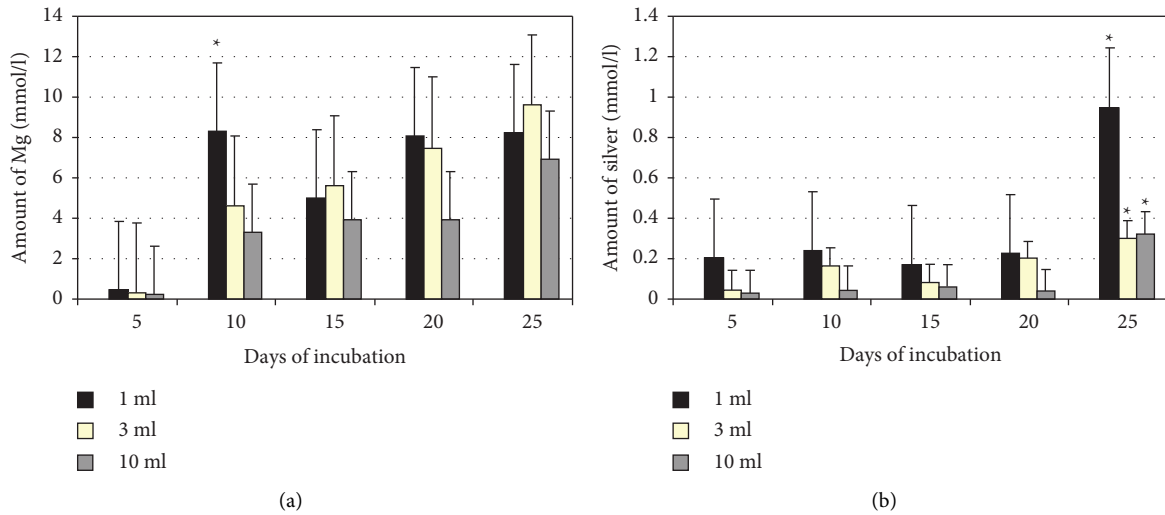 Amount of Mg (mmol/l)
14
12
10
8
6
4
2
0
*
5 10 15 20 25
Days of incubation
1 ml
3 ml
10 ml
(a)
Amount of silver (mmol/l)
1.4
1.2
1
0.8
0.6
0.4
0.2
0
*
* *
5 10 15 20 25
Days of incubation
1 ml
3 ml
10 ml
(b)